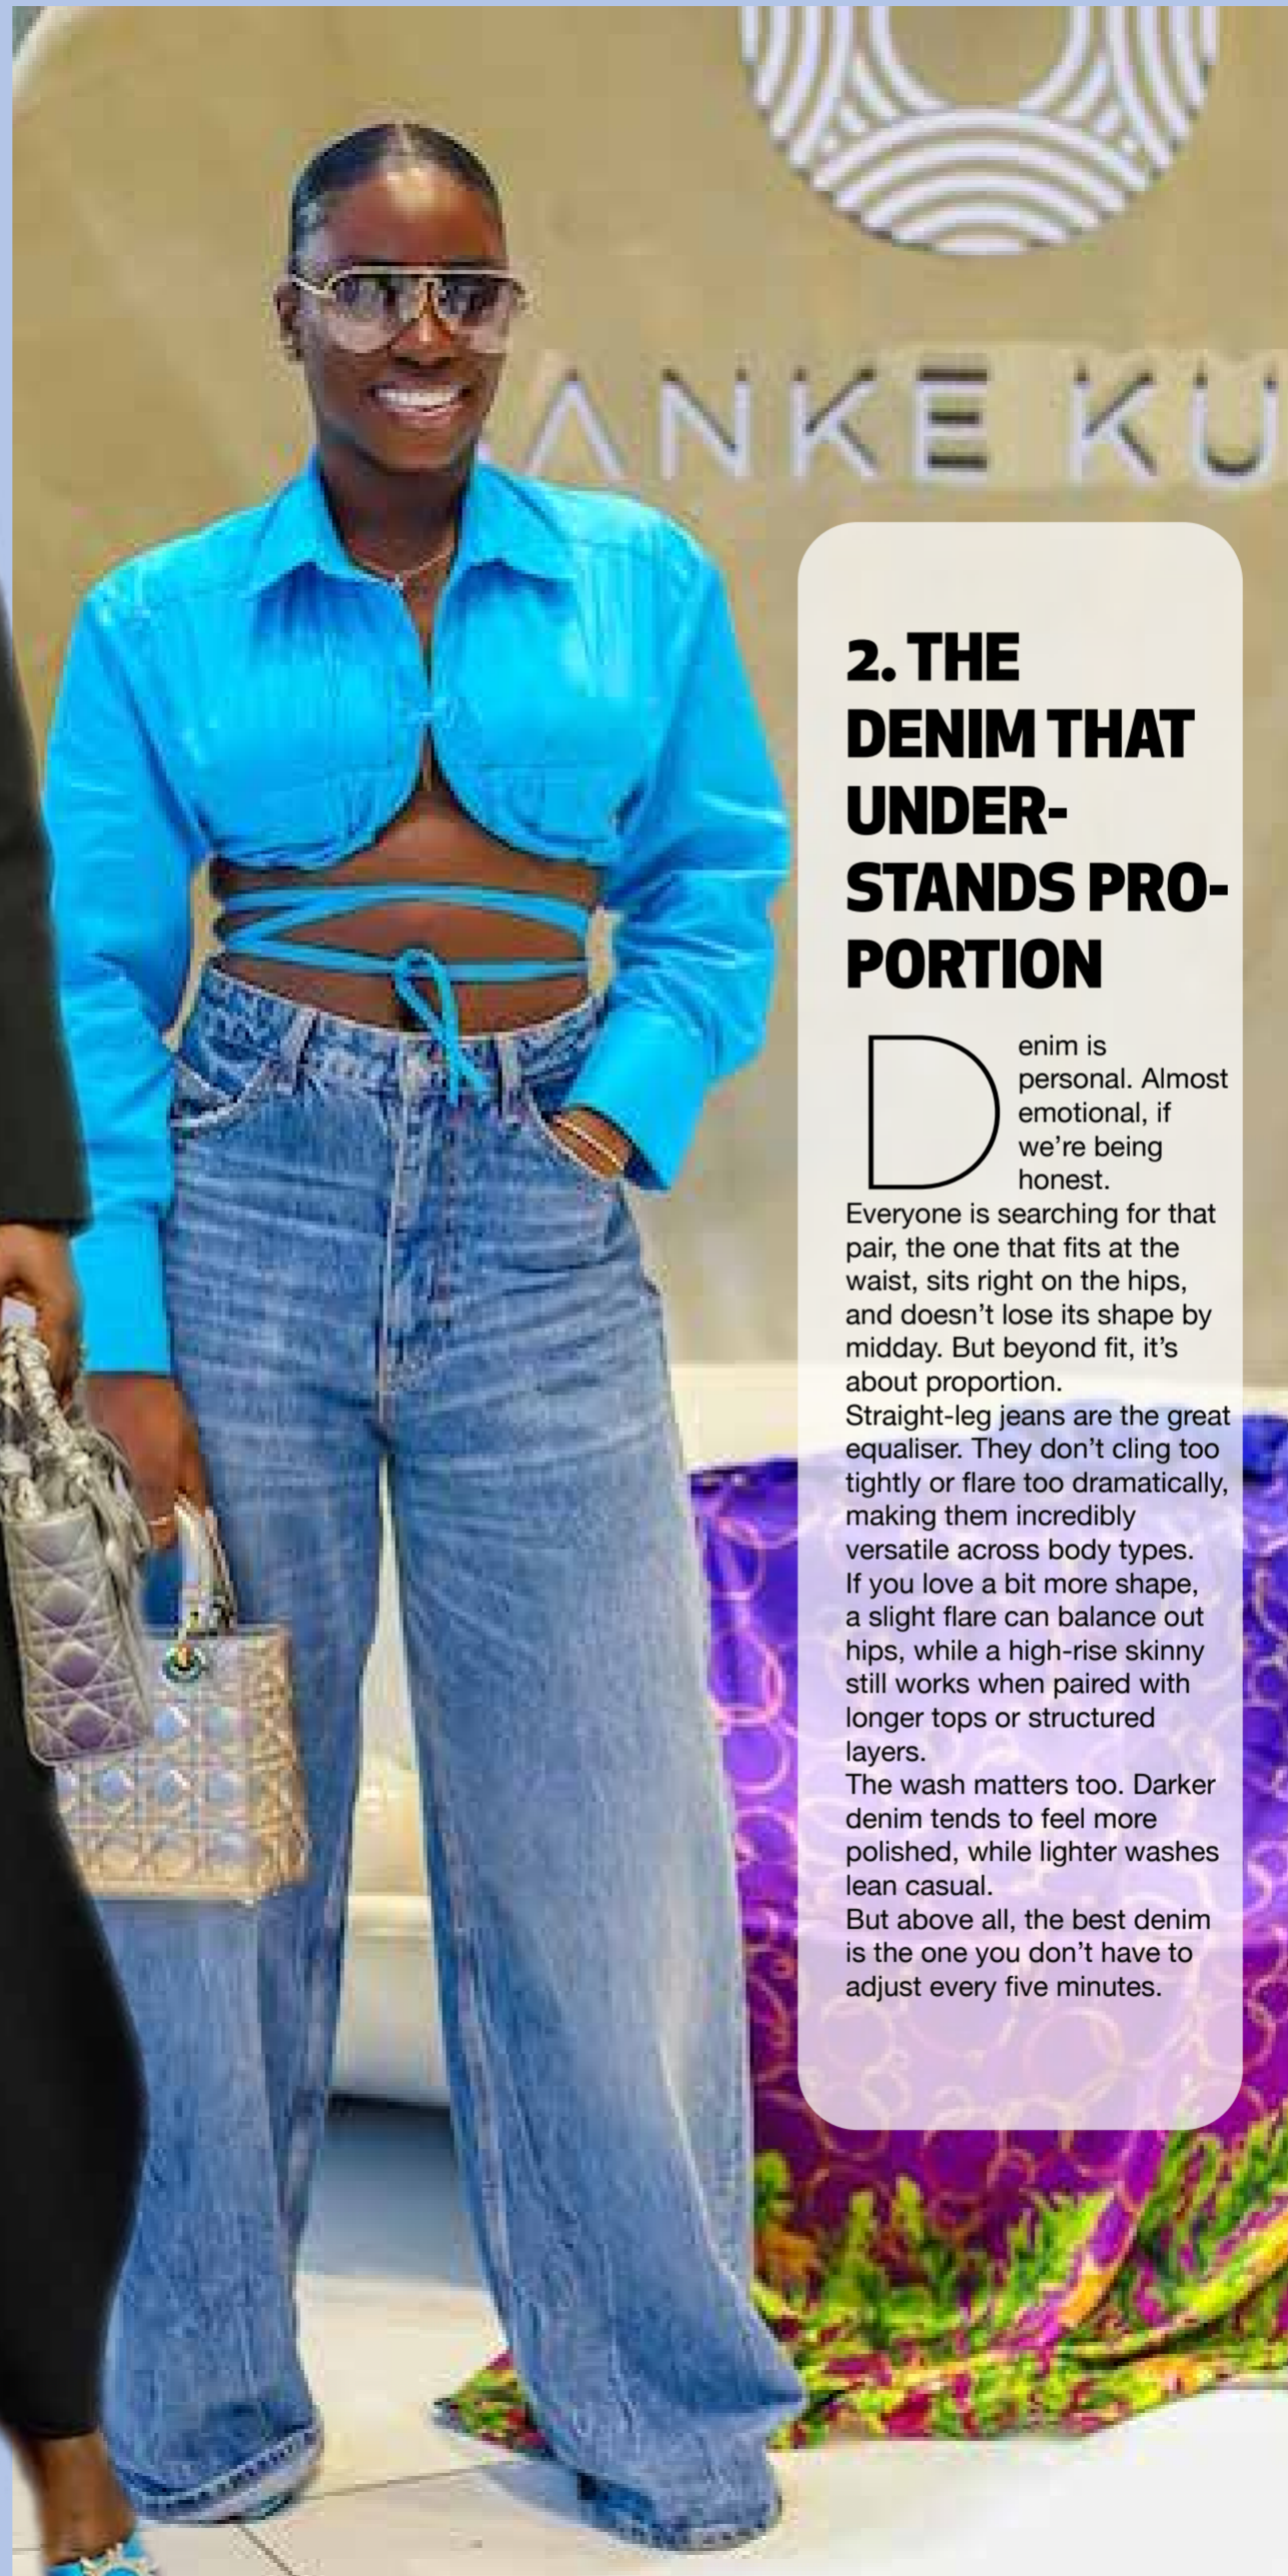 ANKE KU
2. THE
DENIM THAT
UNDER-
STANDS PRO-
PORTION
Denim is
personal. Almost
emotional, if
we’re being
honest.
Everyone is searching for that
pair, the one that fits at the
waist, sits right on the hips,
and doesn’t lose its shape by
midday. But beyond fit, it’s
about proportion.
Straight-leg jeans are the great
equaliser. They don’t cling too
tightly or flare too dramatically,
making them incredibly
versatile across body types.
If you love a bit more shape,
a slight flare can balance out
hips, while a high-rise skinny
still works when paired with
longer tops or structured
layers.
The wash matters too. Darker
denim tends to feel more
polished, while lighter washes
lean casual.
But above all, the best denim
is the one you don’t have to
adjust every five minutes.